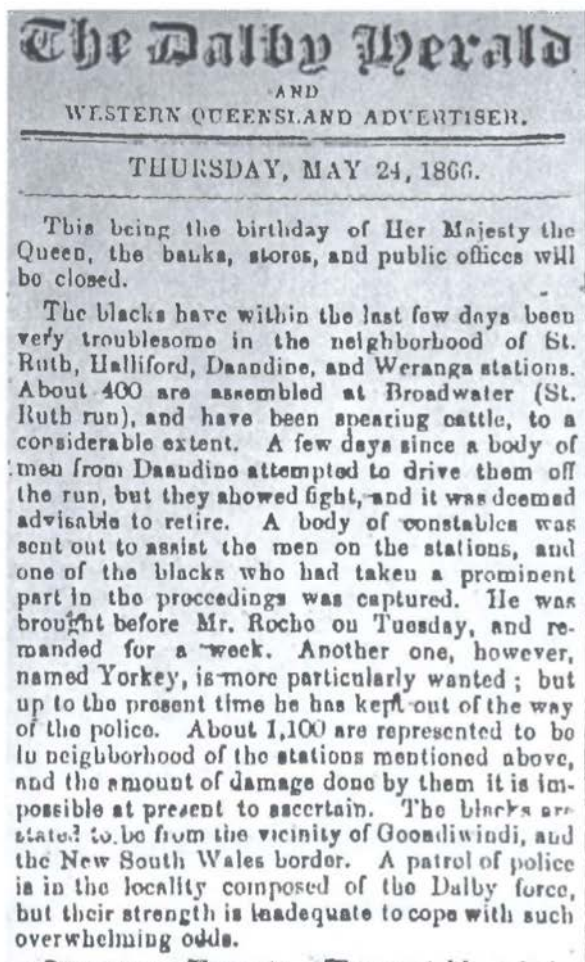 The Dalby Herald
AND
WESTERN QUEENSLAND ADVERTISER.
THURSDAY, MAY 24, 1866.
This being the birthday of Her Majesty the
Queen, the banks, stores, and public offices will
be closed.
The blacks have within the last few days been
very troublesome in the neighborhood of St.
Ruth, Halliford, Daandine, and Weranga stations.
About 400 are assembled at Broadwater (St.
Ruth run), and have been spearing cattle, to a
considerable extent. A few days since a body of
men from Daandine attempted to drive them off
the run, but they showed fight, and it was deemed
advisable to retire. A body of constables was
sent out to assist the men on the stations, and
one of the blacks who had taken a prominent
part in the proceedings was captured. He was
brought before Mr. Roche on Tuesday, and re-
manded for a week. Another one, however,
named Yorkey, is more particularly wanted ; but
up to the present time he has kept out of the way
of the police. About 1,100 are represented to be
in neighborhood of the stations mentioned above,
and the amount of damage done by them it is im-
possible at present to ascertain. The blacks are
stated to be from the vicinity of Goondiwindi, and
the New South Wales border. A patrol of police
is in the locality composed of the Dalby force,
but their strength is inadequate to cope with such
overwhelming odds.